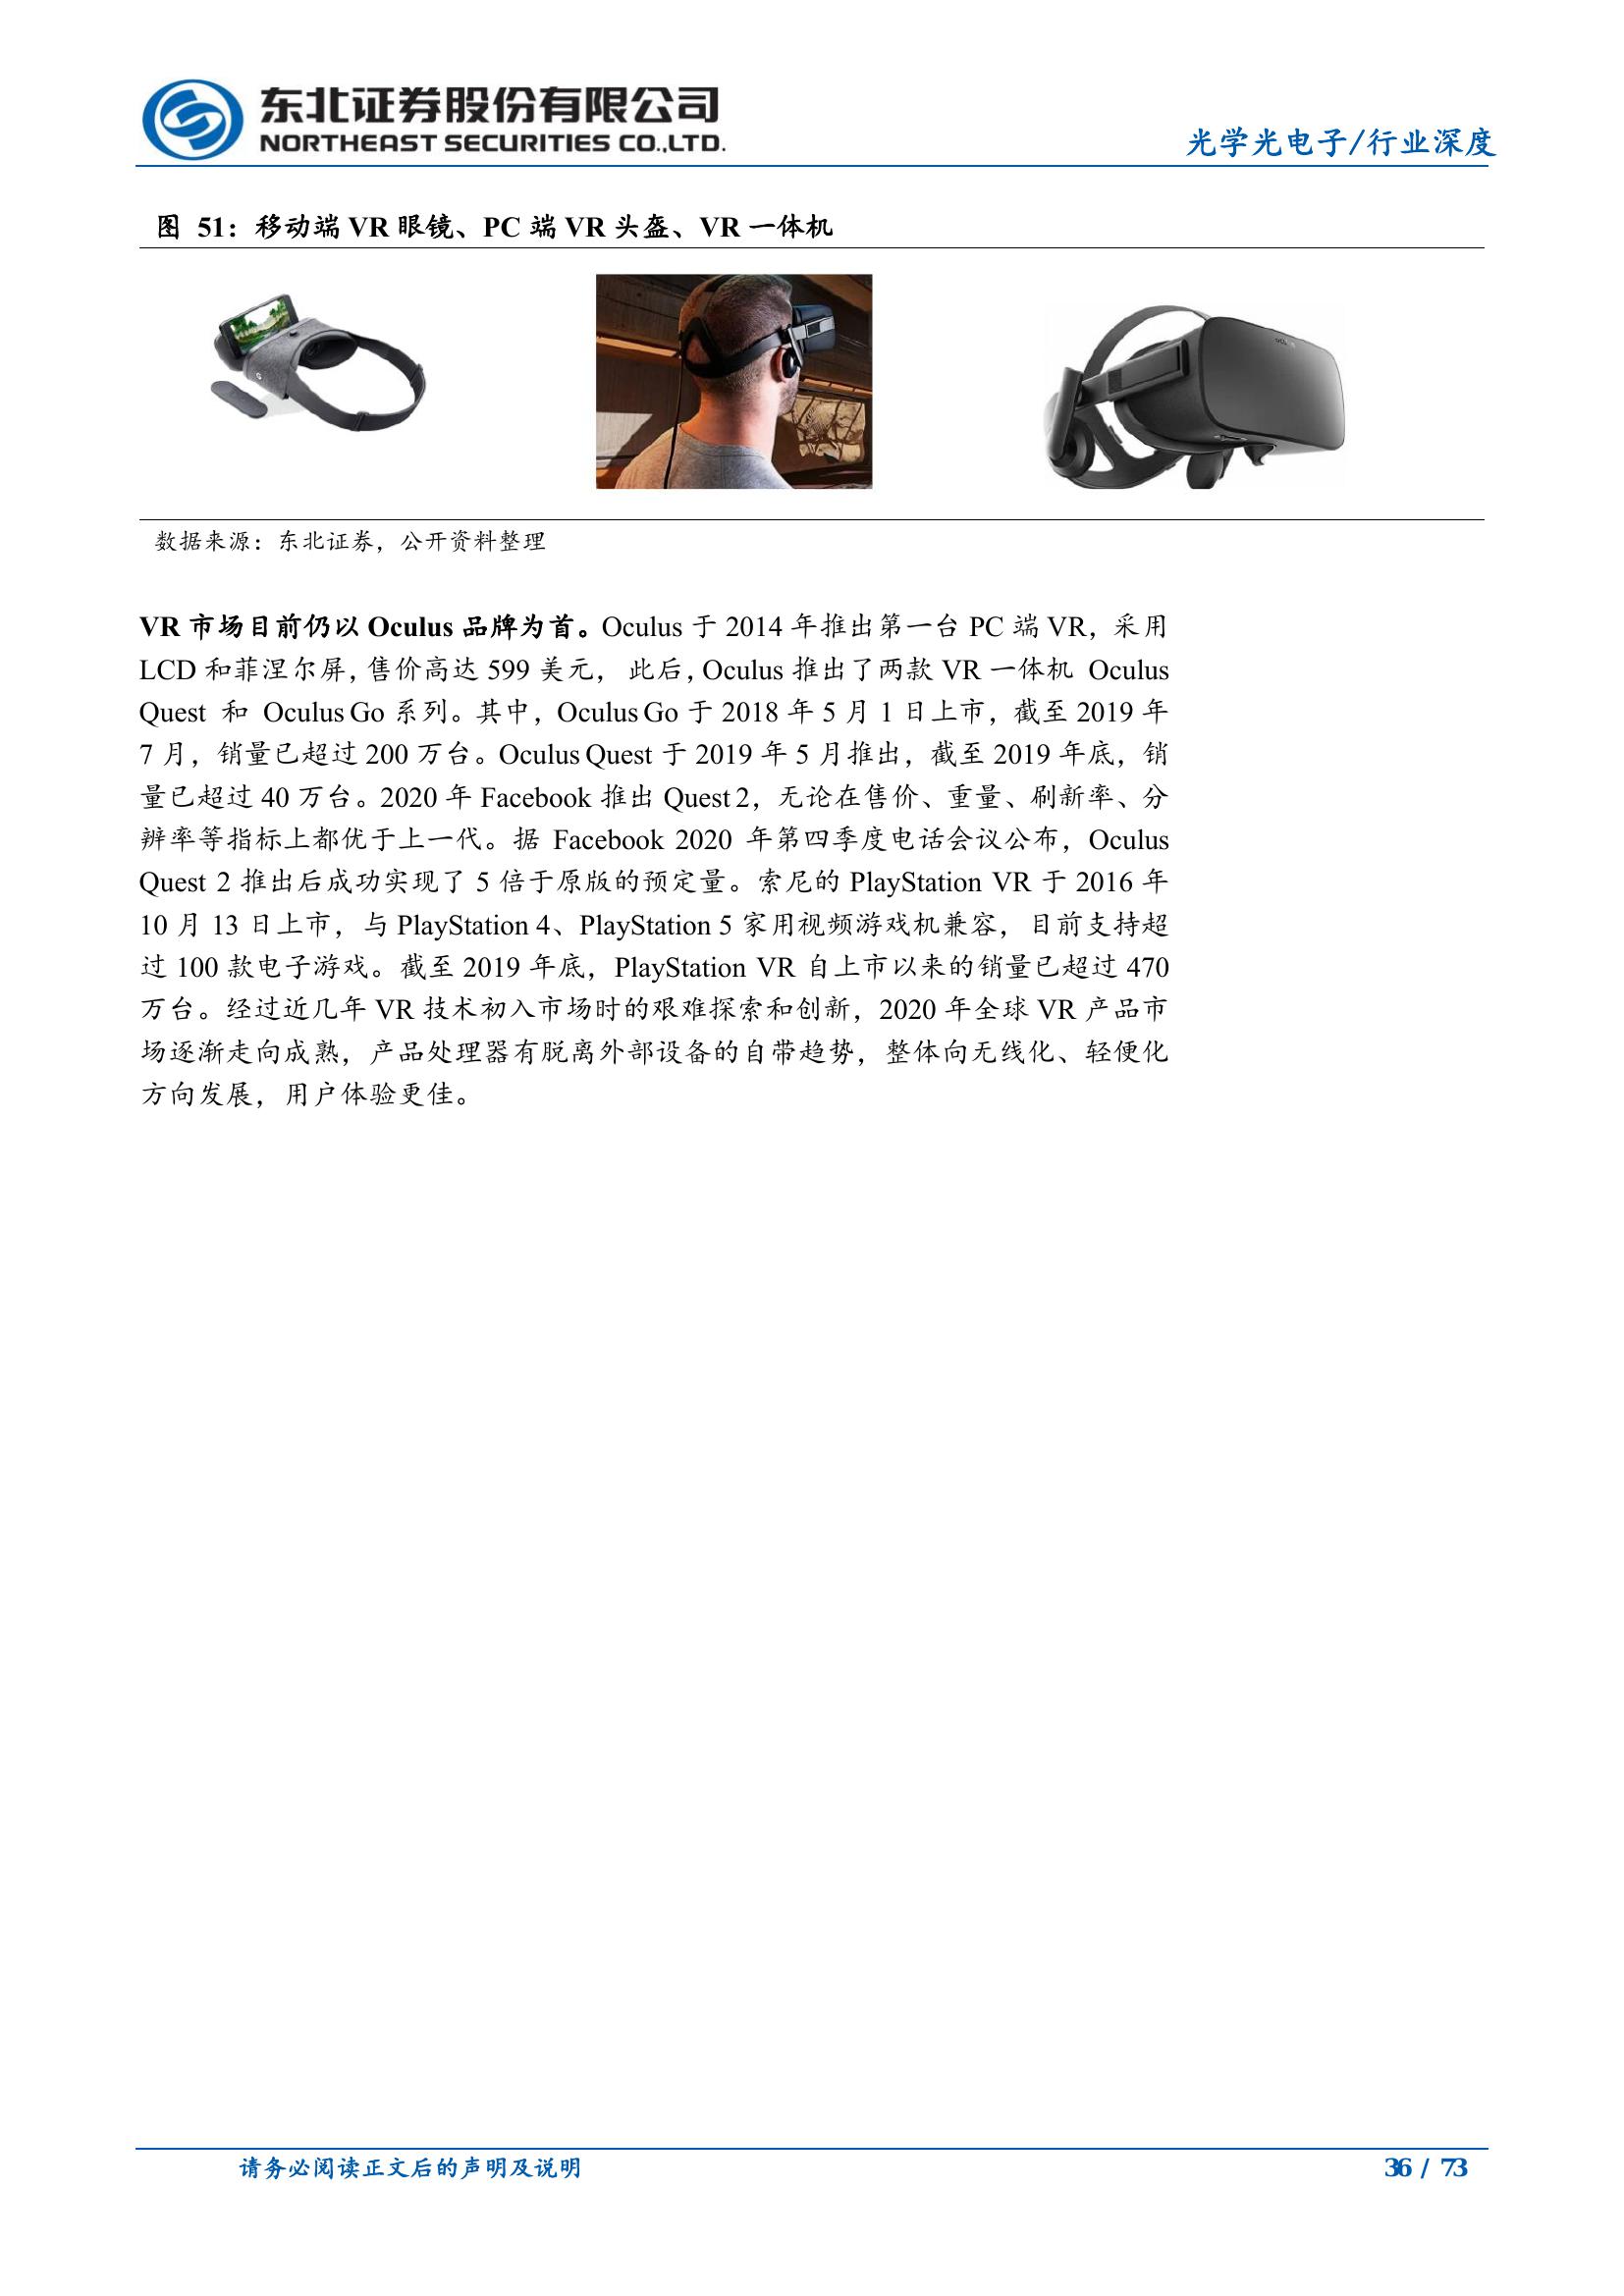 东北证券股份有限公司
NORTHEAST SECURITIES CO.,LTD.
光学光电子/行业深度
图 51：移动端 VR 眼镜、PC 端 VR 头盔、VR 一体机
数据来源：东北证券，公开资料整理
VR 市场目前仍以 Oculus 品牌为首。Oculus 于 2014 年推出第一台 PC 端 VR，采用
LCD 和菲涅尔屏，售价高达 599 美元， 此后，Oculus 推出了两款 VR 一体机 Oculus
Quest 和 Oculus Go 系列。其中，Oculus Go 于 2018 年 5 月 1 日上市，截至 2019 年
7 月，销量已超过 200 万台。Oculus Quest 于 2019 年 5 月推出，截至 2019 年底，销
量已超过 40 万台。2020 年 Facebook 推出 Quest 2，无论在售价、重量、刷新率、分
辨率等指标上都优于上一代。据 Facebook 2020 年第四季度电话会议公布，Oculus
Quest 2 推出后成功实现了 5 倍于原版的预定量。索尼的 PlayStation VR 于 2016 年
10 月 13 日上市，与 PlayStation 4、PlayStation 5 家用视频游戏机兼容，目前支持超
过 100 款电子游戏。截至 2019 年底，PlayStation VR 自上市以来的销量已超过 470
万台。经过近几年 VR 技术初入市场时的艰难探索和创新，2020 年全球 VR 产品市
场逐渐走向成熟，产品处理器有脱离外部设备的自带趋势，整体向无线化、轻便化
方向发展，用户体验更佳。
请务必阅读正文后的声明及说明
36 / 73